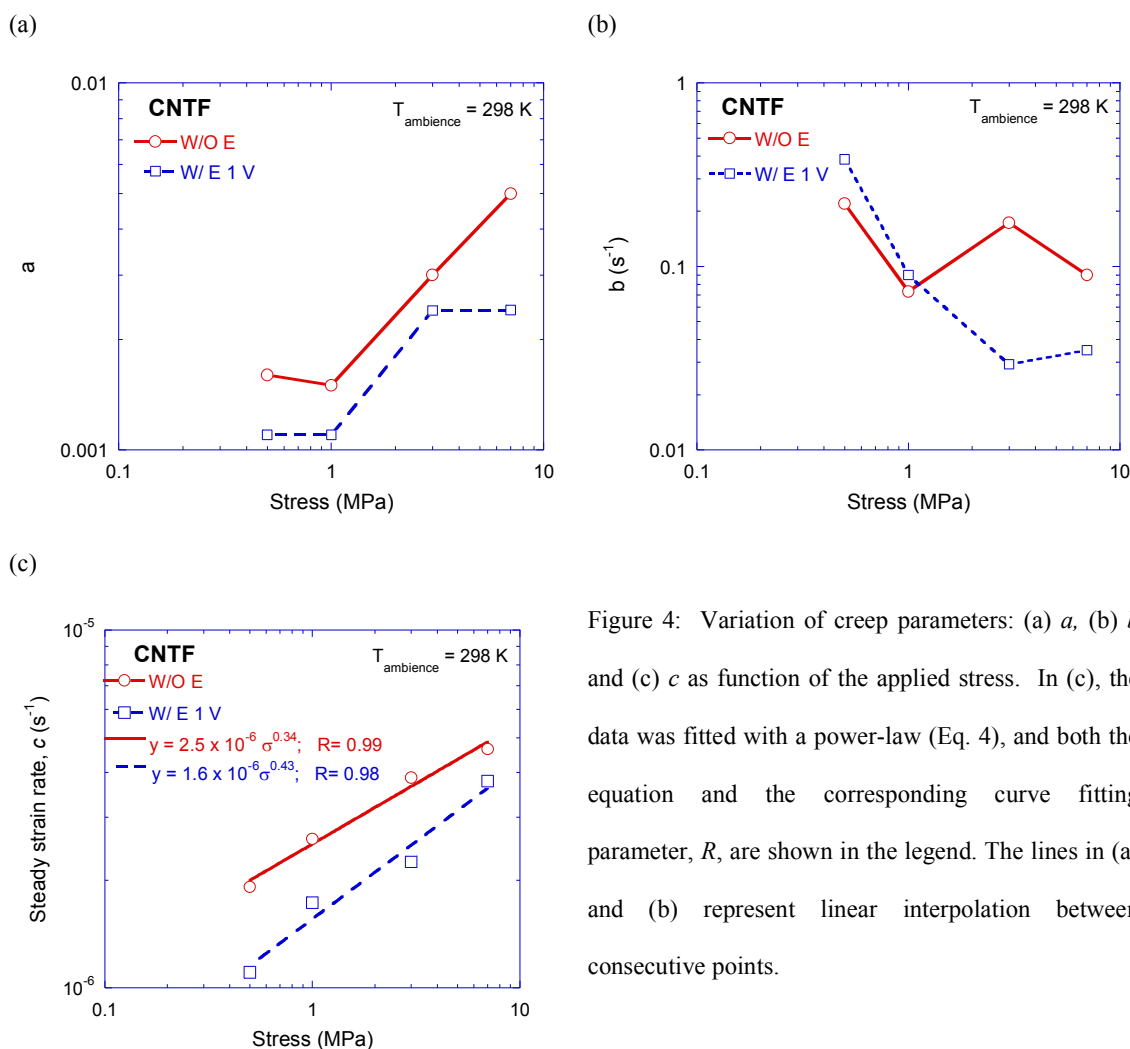 (a)
(b)
0.01
CNTF
T_ambience = 298 K
W/O E
W/ E 1 V
a
0.001
0.1
1
10
Stress (MPa)
1
CNTF
T_ambience = 298 K
W/O E
W/ E 1 V
b (s⁻¹)
0.1
0.01
0.1
1
10
Stress (MPa)
(c)
10⁻⁵
CNTF
T_ambience = 298 K
W/O E
W/ E 1 V
y = 2.5 x 10⁻⁶ σ^0.34; R= 0.99
y = 1.6 x 10⁻⁶σ^0.43; R= 0.98
Steady strain rate, c (s⁻¹)
10⁻⁶
0.1
1
10
Stress (MPa)
Figure 4: Variation of creep parameters: (a) a, (b)
and (c) c as function of the applied stress. In (c), the
data was fitted with a power-law (Eq. 4), and both the
equation and the corresponding curve fitting
parameter, R, are shown in the legend. The lines in (a
and (b) represent linear interpolation between
consecutive points.